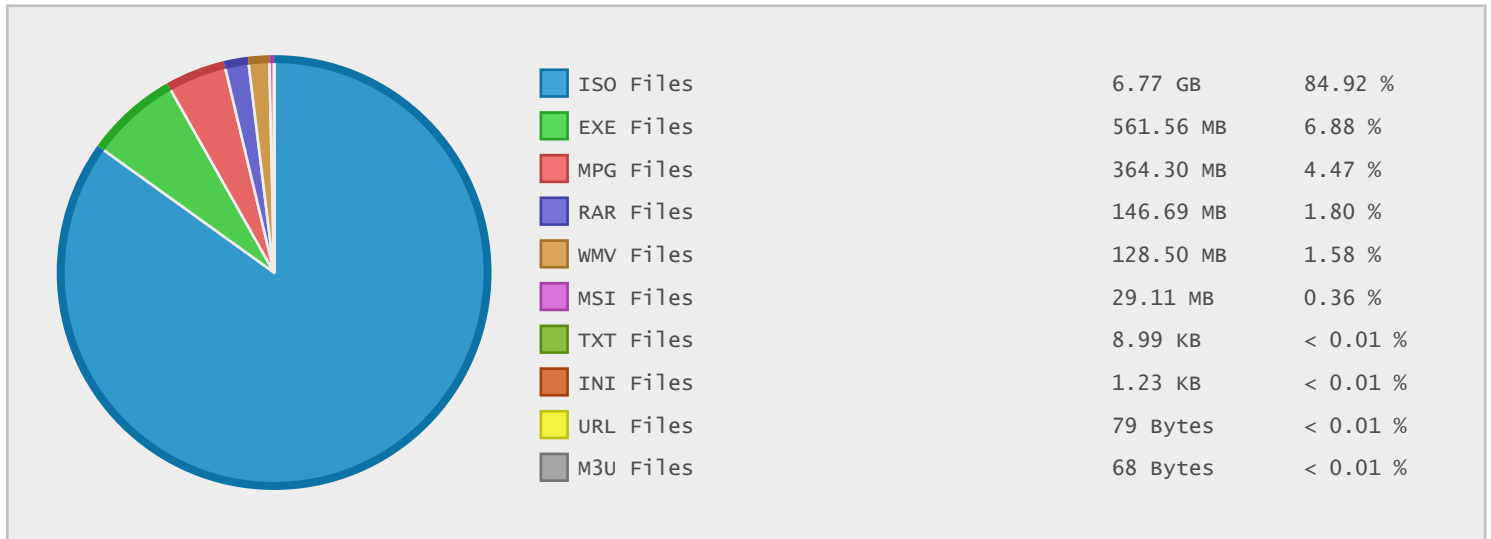 ISO Files 6.77 GB 84.92 %
EXE Files 561.56 MB 6.88 %
MPG Files 364.30 MB 4.47 %
RAR Files 146.69 MB 1.80 %
WMV Files 128.50 MB 1.58 %
MSI Files 29.11 MB 0.36 %
TXT Files 8.99 KB < 0.01 %
INI Files 1.23 KB < 0.01 %
URL Files 79 Bytes < 0.01 %
M3U Files 68 Bytes < 0.01 %